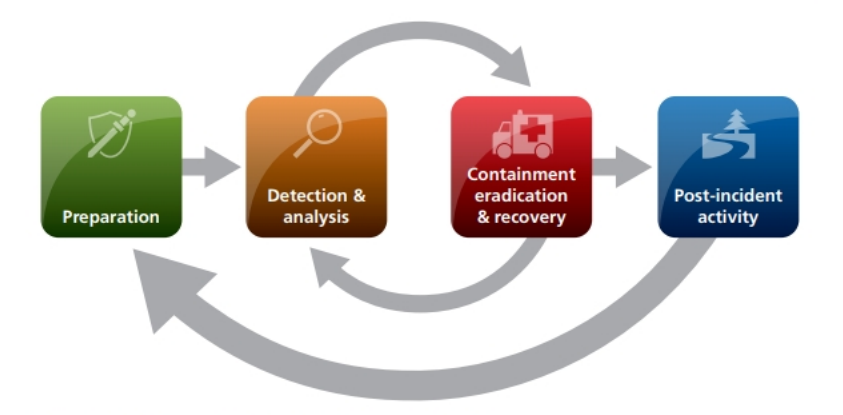 Preparation
Detection &
analysis
Containment
eradication
& recovery
Post-incident
activity